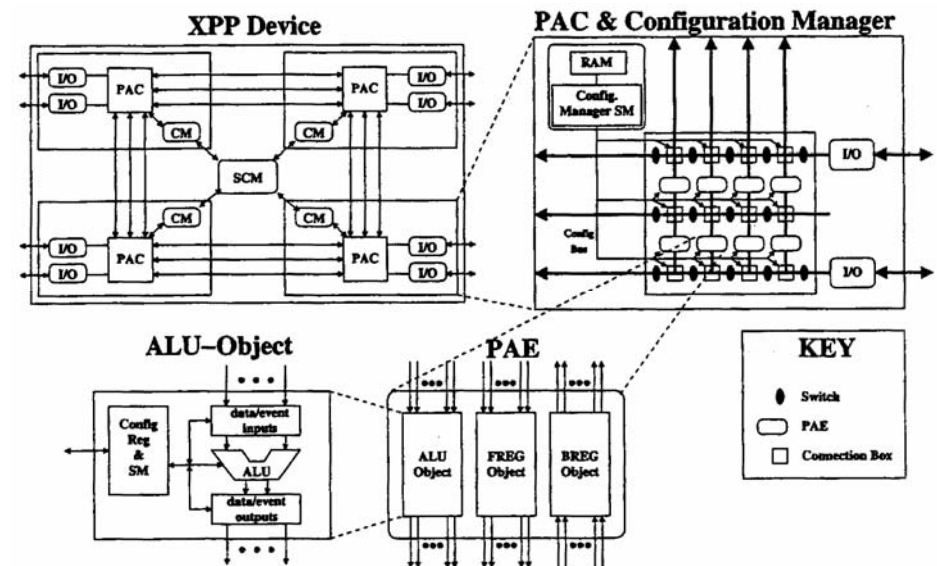 XPP Device
I/O
I/O
PAC
CM
PAC
I/O
I/O
CM
SCM
CM
I/O
I/O
PAC
CM
PAC
I/O
I/O
PAC & Configuration Manager
RAM
Config.
Manager SM
I/O
Config
Bus
I/O
ALU–Object
Config
Reg
&
SM
data/event
inputs
ALU
data/event
outputs
PAE
ALU
Object
FREG
Object
BREG
Object
KEY
Switch
PAE
Connection Box